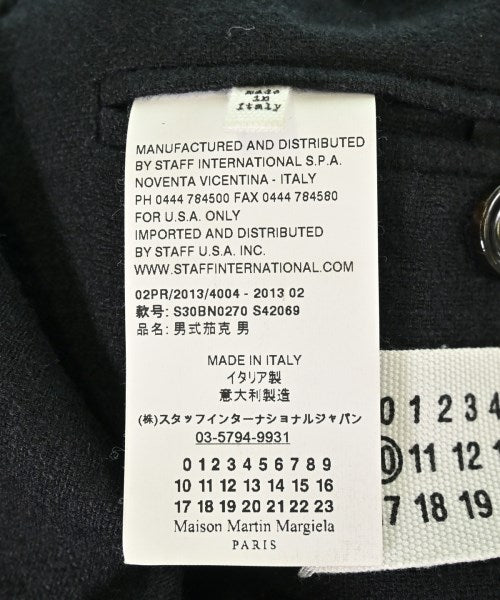 made
in
Italy
MANUFACTURED AND DISTRIBUTED
BY STAFF INTERNATIONAL S.P.A.
NOVENTA VICENTINA - ITALY
PH 0444 784500 FAX 0444 784580
FOR U.S.A. ONLY
IMPORTED AND DISTRIBUTED
BY STAFF U.S.A. INC.
WWW.STAFFINTERNATIONAL.COM
02PR/2013/4004 - 2013 02
款号: S30BN0270 S42069
品名: 男式茄克 男
MADE IN ITALY
イタリア製
意大利製造
(株)スタッフインターナショナルジャパン
03-5794-9931
0 1 2 3 4 5 6 7 8 9
10 11 12 13 14 15 16
17 18 19 20 21 22 23
Maison Martin Margiela
PARIS
0 1 2 3 4
11 12
18 19